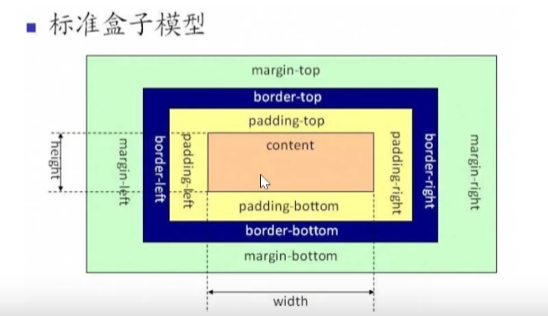 标准盒子模型
margin-top
border-top
padding-top
content
height
margin-left
border-left
padding-left
padding-right
border-right
margin-right
padding-bottom
border-bottom
margin-bottom
width